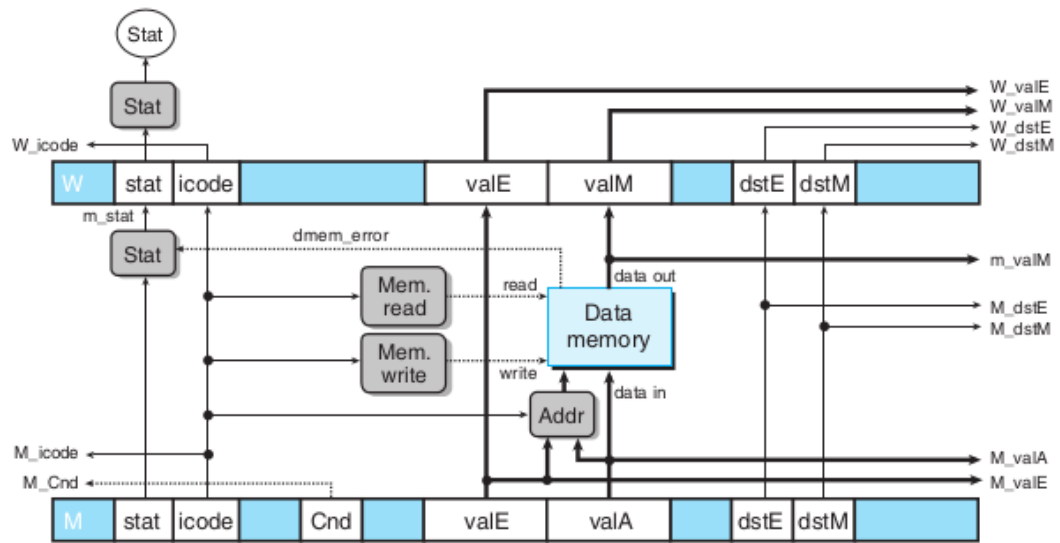 Stat
Stat
W_valE
W_valM
W_dstE
W_icode
W_dstM
W stat icode valE valM dstE dstM
m_stat
dmem_error
Stat
m_valM
data out
Mem.
read
read
Data
memory
M_dstE
M_dstM
Mem.
write
write
data in
Addr
M_icode
M_valA
M_Cnd
M_valE
M stat icode Cnd valE valA dstE dstM